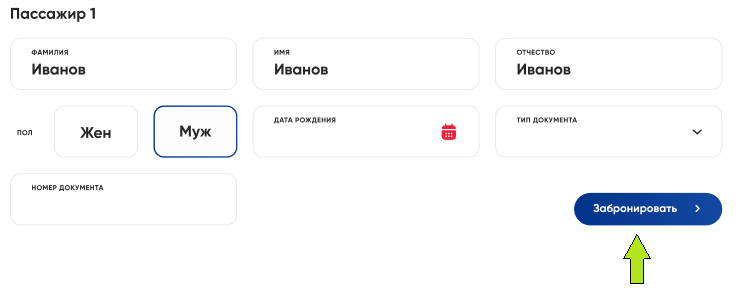 Пассажир 1
ФАМИЛИЯ
Иванов
ИМЯ
Иванов
ОТЧЕСТВО
Иванов
ПОЛ
Жен
Муж
ДАТА РОЖДЕНИЯ
ТИП ДОКУМЕНТА
НОМЕР ДОКУМЕНТА
Забронировать